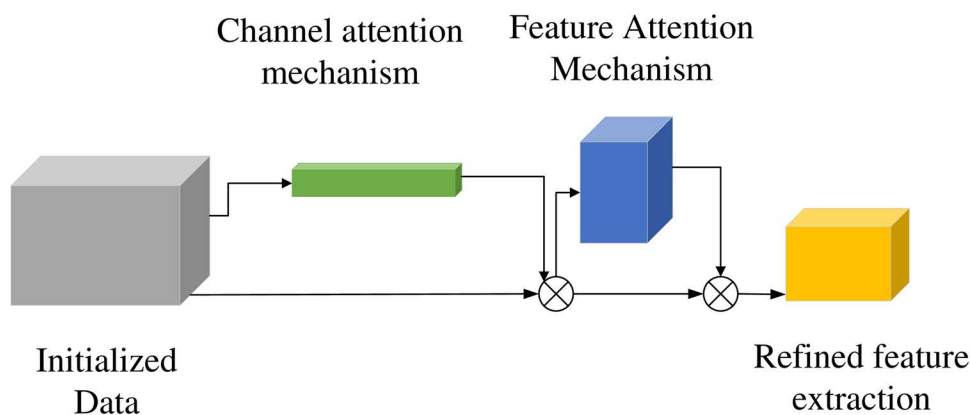 Channel attention
mechanism
Feature Attention
Mechanism
Initialized
Data
Refined feature
extraction